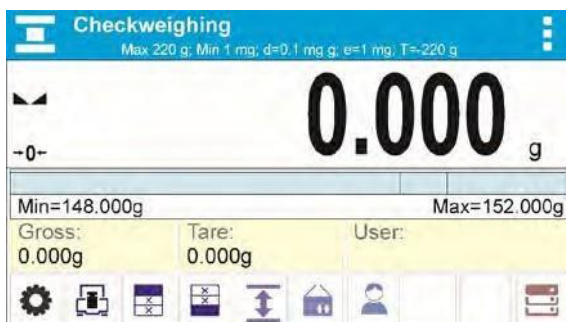 Checkweighing
Max 220 g; Min 1 mg; d=0.1 mg g; e=1 mg; T=-220 g
0.000 g
→0←
Min=148.000g Max=152.000g
Gross: Tare: User:
0.000g 0.000g